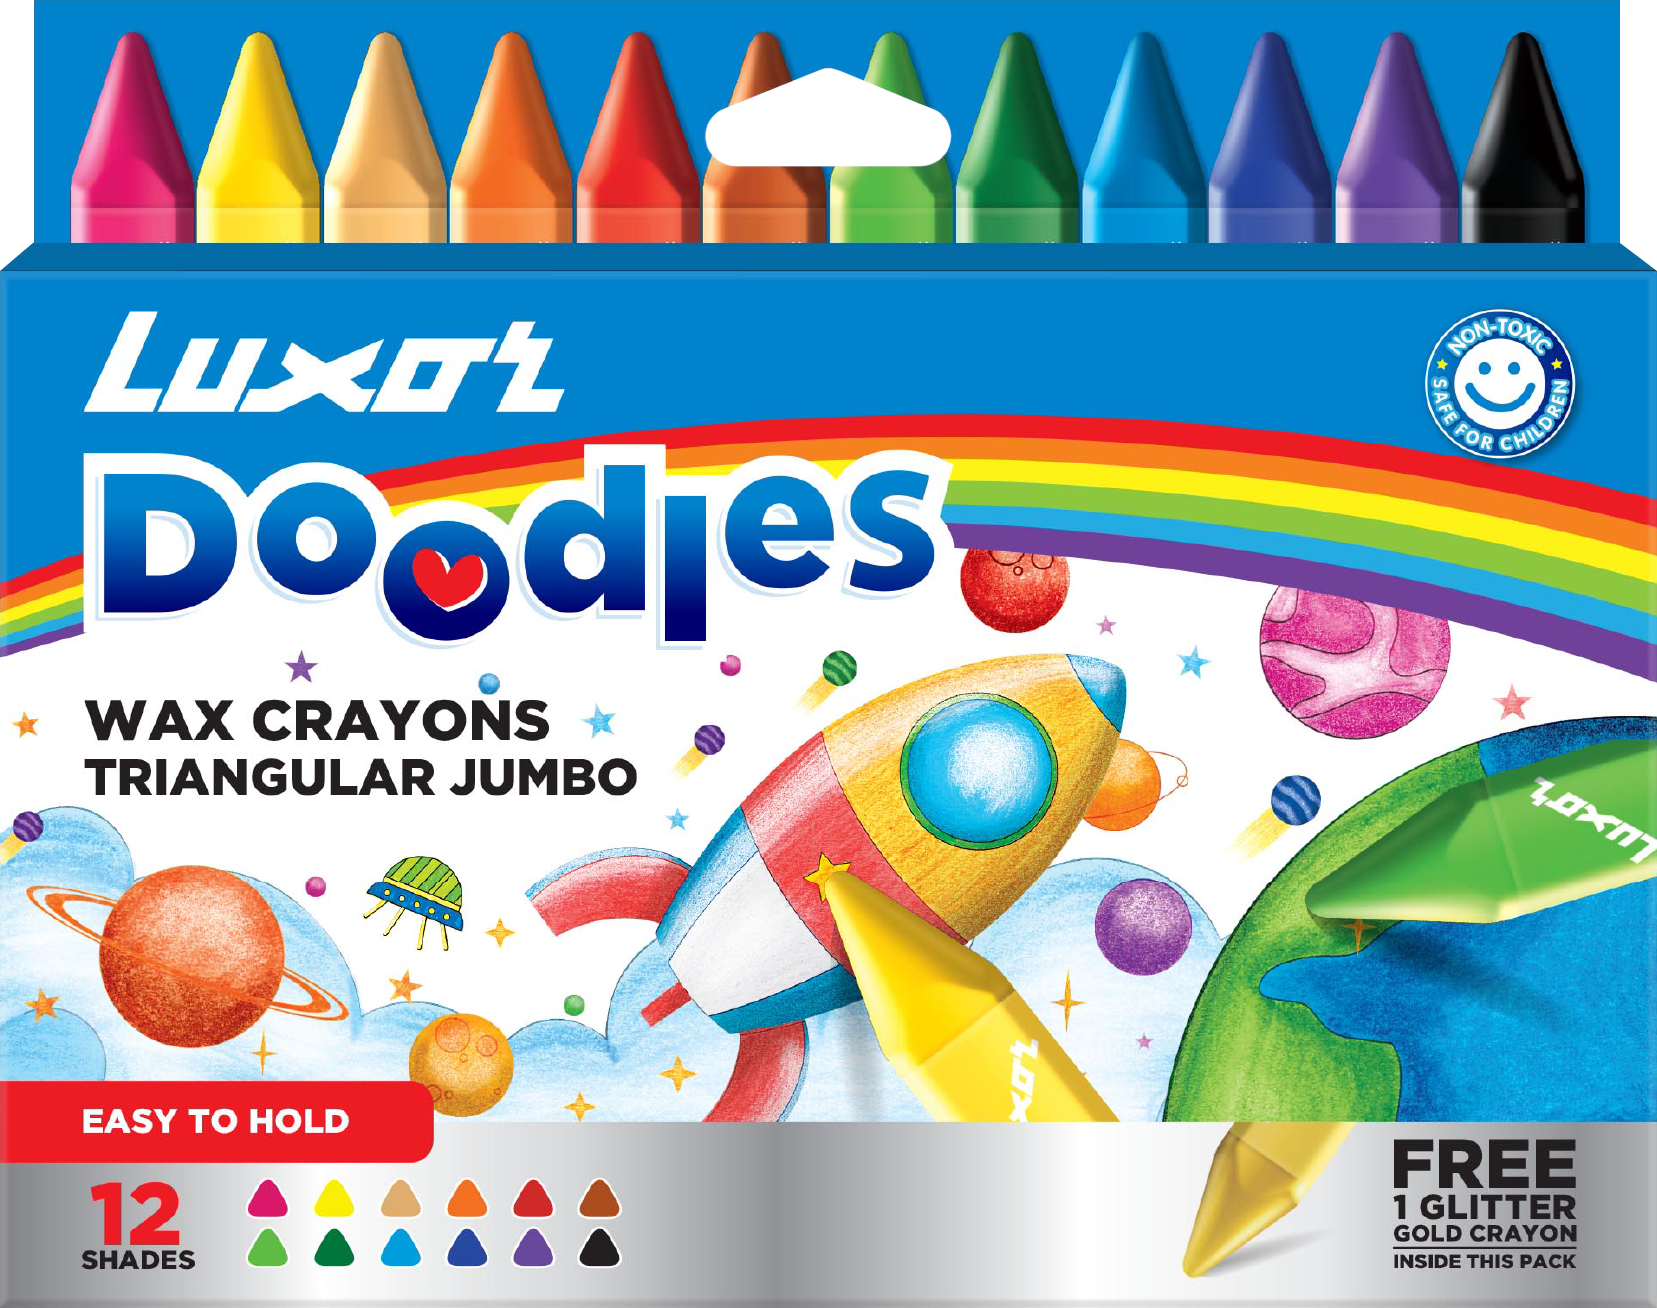 Luxor
NON-TOXIC
SAFE FOR CHILDREN
Doodles
WAX CRAYONS
TRIANGULAR JUMBO
Luxor
EASY TO HOLD
12
SHADES
FREE
1 GLITTER
GOLD CRAYON
INSIDE THIS PACK